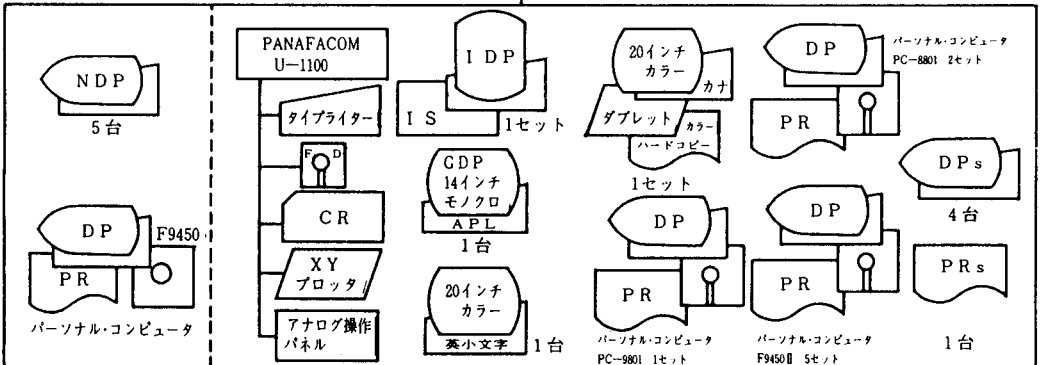 NDP
5台
DP
F9450
PR
パーソナル・コンピュータ
PANAFACOM
U-1100
タイプライター
F D
CR
XY
プロッタ
アナログ操作
パネル
IDP
IS
1セット
GDP
14インチ
モノクロ
APL
1台
20インチ
カラー
英小文字
1台
20インチ
カラー
カナ
タブレット
カラー
ハードコピー
1セット
DP
PR
パーソナル・コンピュータ
PC-9801 1セット
DP
パーソナル・コンピュータ
PC-8801 2セット
PR
DP
PR
パーソナル・コンピュータ
F9450Ⅱ 5セット
DPs
4台
PRs
1台